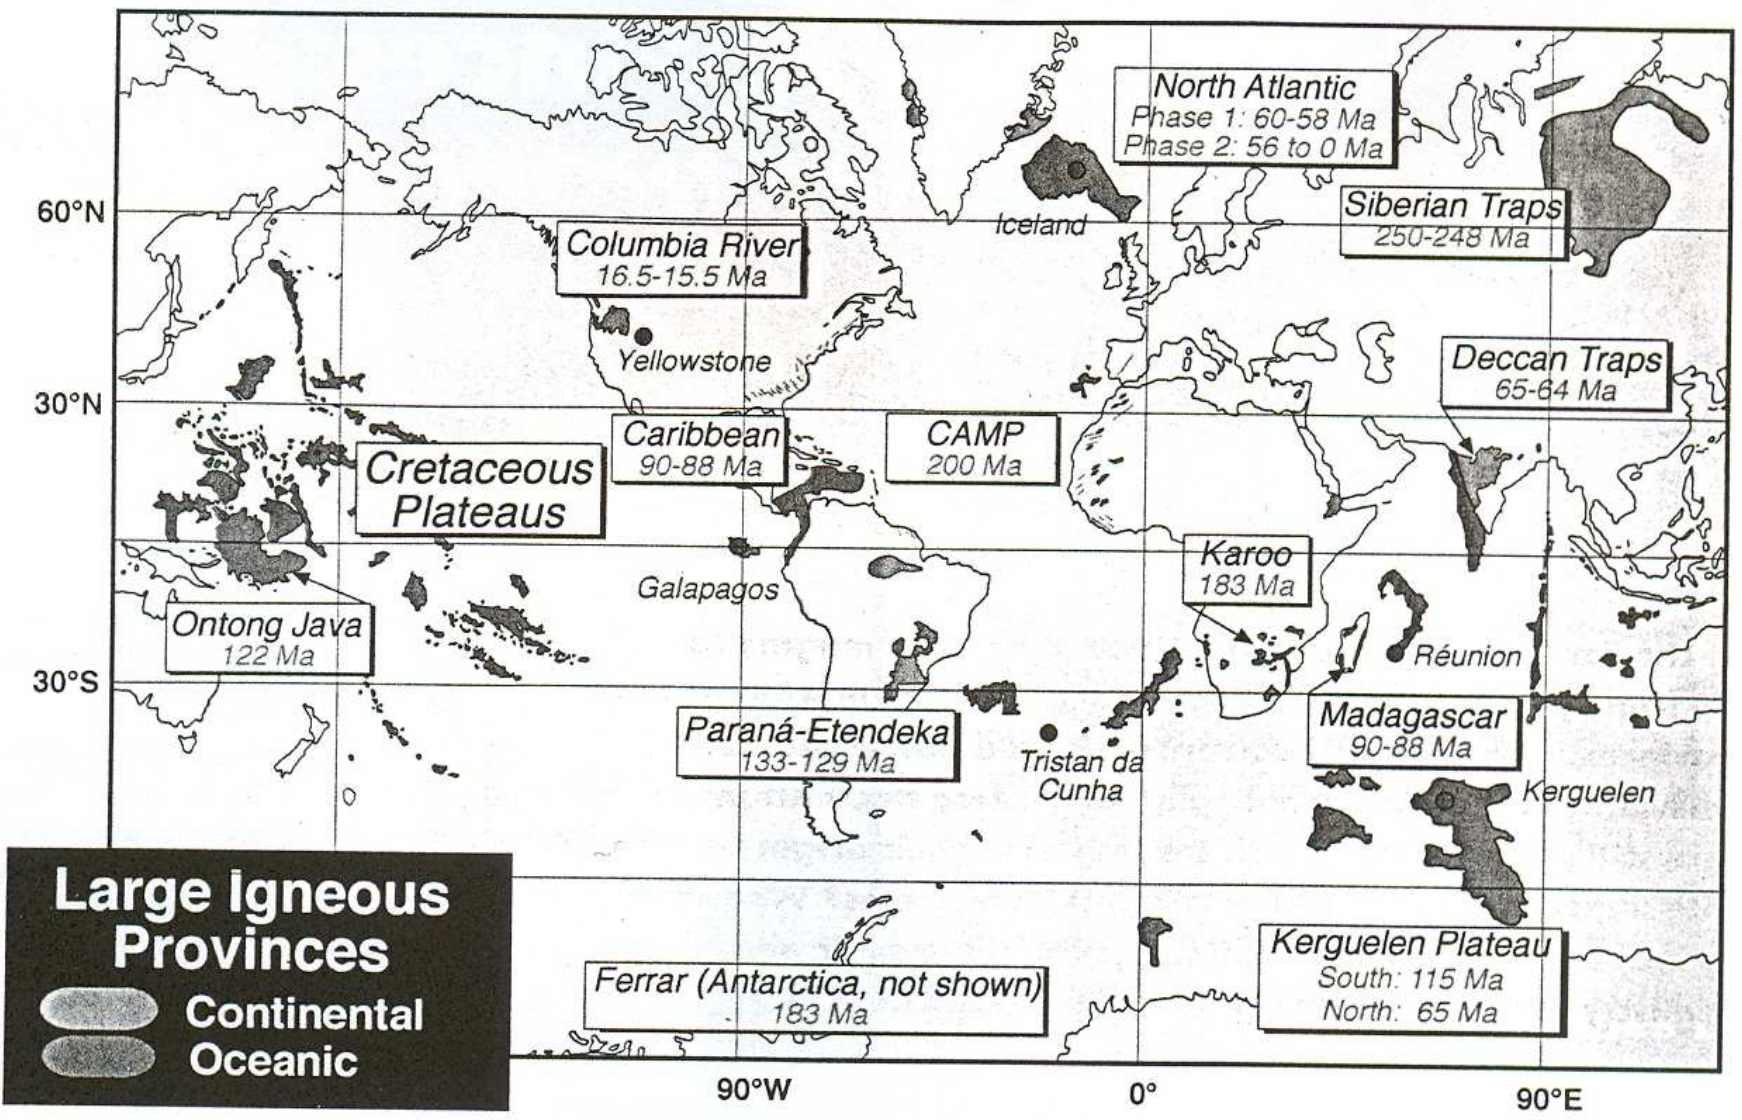 North Atlantic
Phase 1: 60-58 Ma
Phase 2: 56 to 0 Ma
60°N
Iceland
Siberian Traps
250-248 Ma
Columbia River
16.5-15.5 Ma
Yellowstone
Deccan Traps
65-64 Ma
30°N
Caribbean
90-88 Ma
CAMP
200 Ma
Cretaceous
Plateaus
Karoo
183 Ma
Galapagos
Ontong Java
122 Ma
Réunion
30°S
Paraná-Etendeka
133-129 Ma
Tristan da
Cunha
Madagascar
90-88 Ma
Kerguelen
Large Igneous
Provinces
Continental
Oceanic
Ferrar (Antarctica, not shown)
183 Ma
Kerguelen Plateau
South: 115 Ma
North: 65 Ma
90°W
0°
90°E